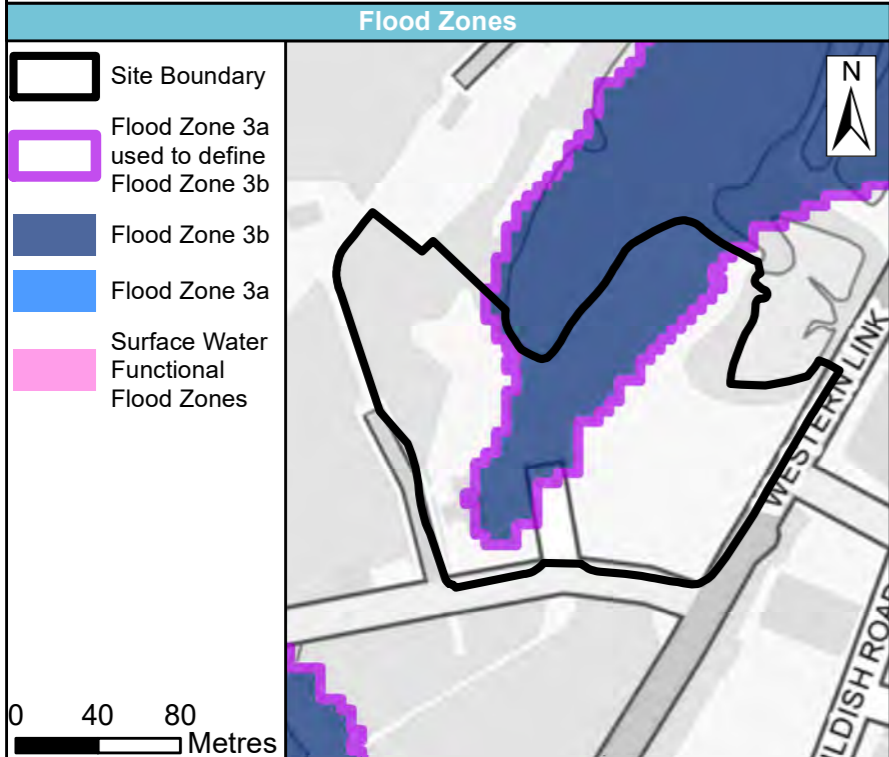 Flood Zones
Site Boundary
Flood Zone 3a
used to define
Flood Zone 3b
Flood Zone 3b
Flood Zone 3a
Surface Water
Functional
Flood Zones
0 40 80
Metres
N
WESTERN LINK